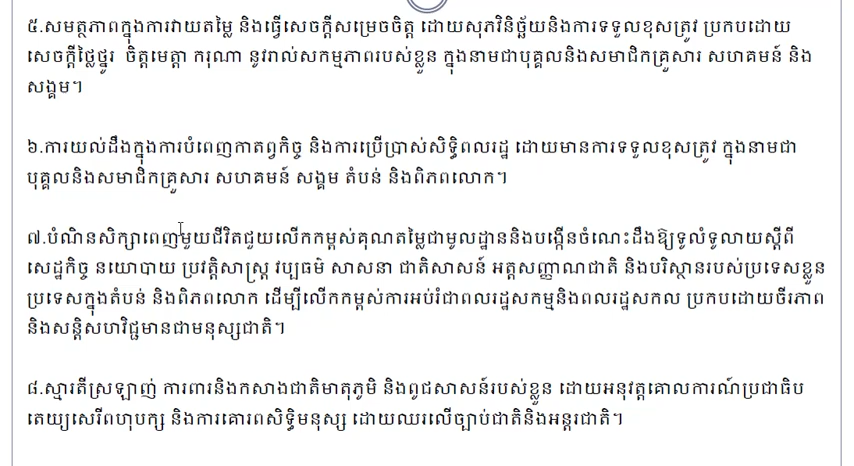 ៥.សមត្ថភាពក្នុងការវាយតម្លៃ និងធ្វើសេចក្ដីសម្រេចចិត្ត ដោយសុភវិនិច្ឆ័យនិងការទទួលខុសត្រូវ ប្រកបដោយ
សេចក្ដីថ្លៃថ្នូរ ចិត្តមេត្តា ករុណា នូវរាល់សកម្មភាពរបស់ខ្លួន ក្នុងនាមជាបុគ្គលនិងសមាជិកគ្រួសារ សហគមន៍ និង
សង្គម។
៦.ការយល់ដឹងក្នុងការបំពេញកាតព្វកិច្ច និងការប្រើប្រាស់សិទ្ធិពលរដ្ឋ ដោយមានការទទួលខុសត្រូវ ក្នុងនាមជា
បុគ្គលនិងសមាជិកគ្រួសារ សហគមន៍ សង្គម តំបន់ និងពិភពលោក។
៧.បំណិនសិក្សាពេញមួយជីវិតជួយលើកកម្ពស់គុណតម្លៃជាមូលដ្ឋាននិងបង្កើនចំណេះដឹងឱ្យទូលំទូលាយស្ដីពី
សេដ្ឋកិច្ច នយោបាយ ប្រវត្តិសាស្ត្រ វប្បធម៌ សាសនា ជាតិសាសន៍ អត្តសញ្ញាណជាតិ និងបរិស្ថានរបស់ប្រទេសខ្លួន
ប្រទេសក្នុងតំបន់ និងពិភពលោក ដើម្បីលើកកម្ពស់ការអប់រំជាពលរដ្ឋសកម្មនិងពលរដ្ឋសកល ប្រកបដោយចីរភាព
និងសន្តិសហវិជ្ជមានជាមនុស្សជាតិ។
៨.ស្មារតីស្រឡាញ់ ការពារនិងកសាងជាតិមាតុភូមិ និងពូជសាសន៍របស់ខ្លួន ដោយអនុវត្តគោលការណ៍ប្រជាធិប
តេយ្យសេរីពហុបក្ស និងការគោរពសិទ្ធិមនុស្ស ដោយឈរលើច្បាប់ជាតិនិងអន្តរជាតិ។